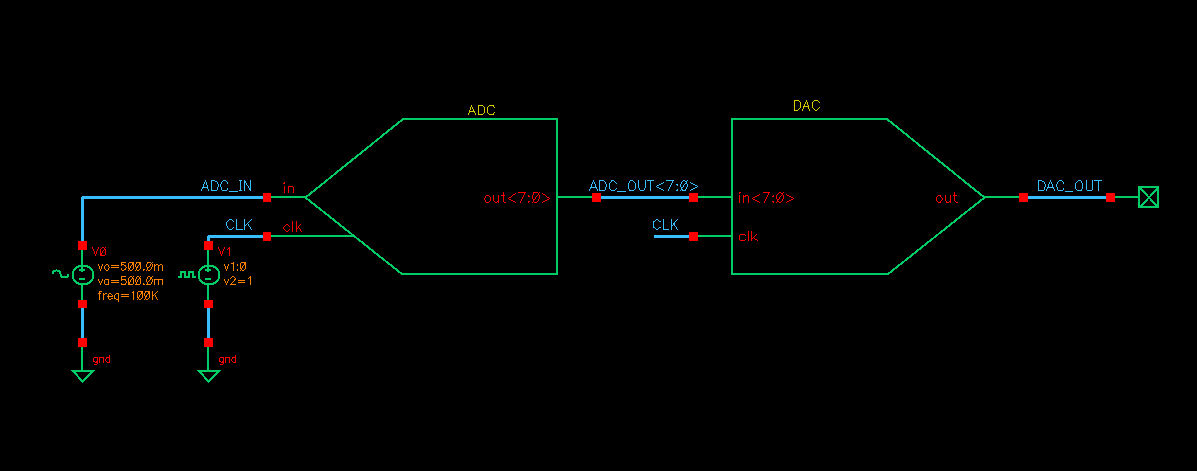 ADC
DAC
ADC_IN
in
out<7:0>
ADC_OUT<7:0>
in<7:0>
out
DAC_OUT
CLK
clk
CLK
clk
V0
vo=500.0m
va=500.0m
freq=100K
V1
v1:0
v2=1
gnd
gnd